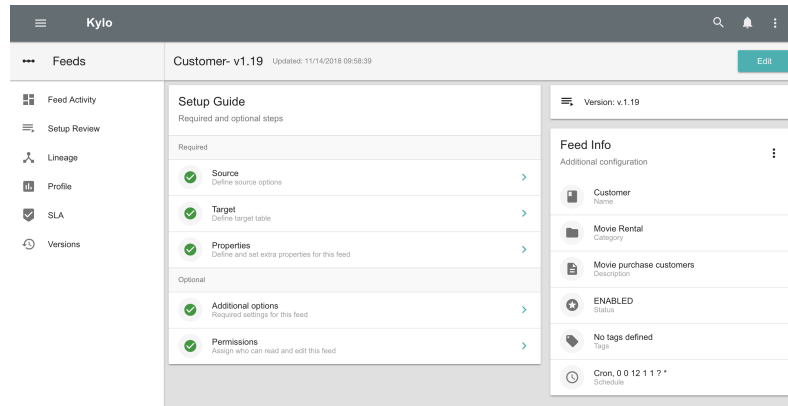 Kylo
Feeds
Customer- v1.19 Updated: 11/14/2018 09:58:39
Edit
Feed Activity
Setup Review
Lineage
Profile
SLA
Versions
Setup Guide
Required and optional steps
Required
Source
Define source options
Target
Define target table
Properties
Define and set extra properties for this feed
Optional
Additional options
Required settings for this feed
Permissions
Assign who can read and edit this feed
Version: v.1.19
Feed Info
Additional configuration
Customer
Name
Movie Rental
Category
Movie purchase customers
Description
ENABLED
Status
No tags defined
Tags
Cron, 0 0 12 1 1 ? *
Schedule